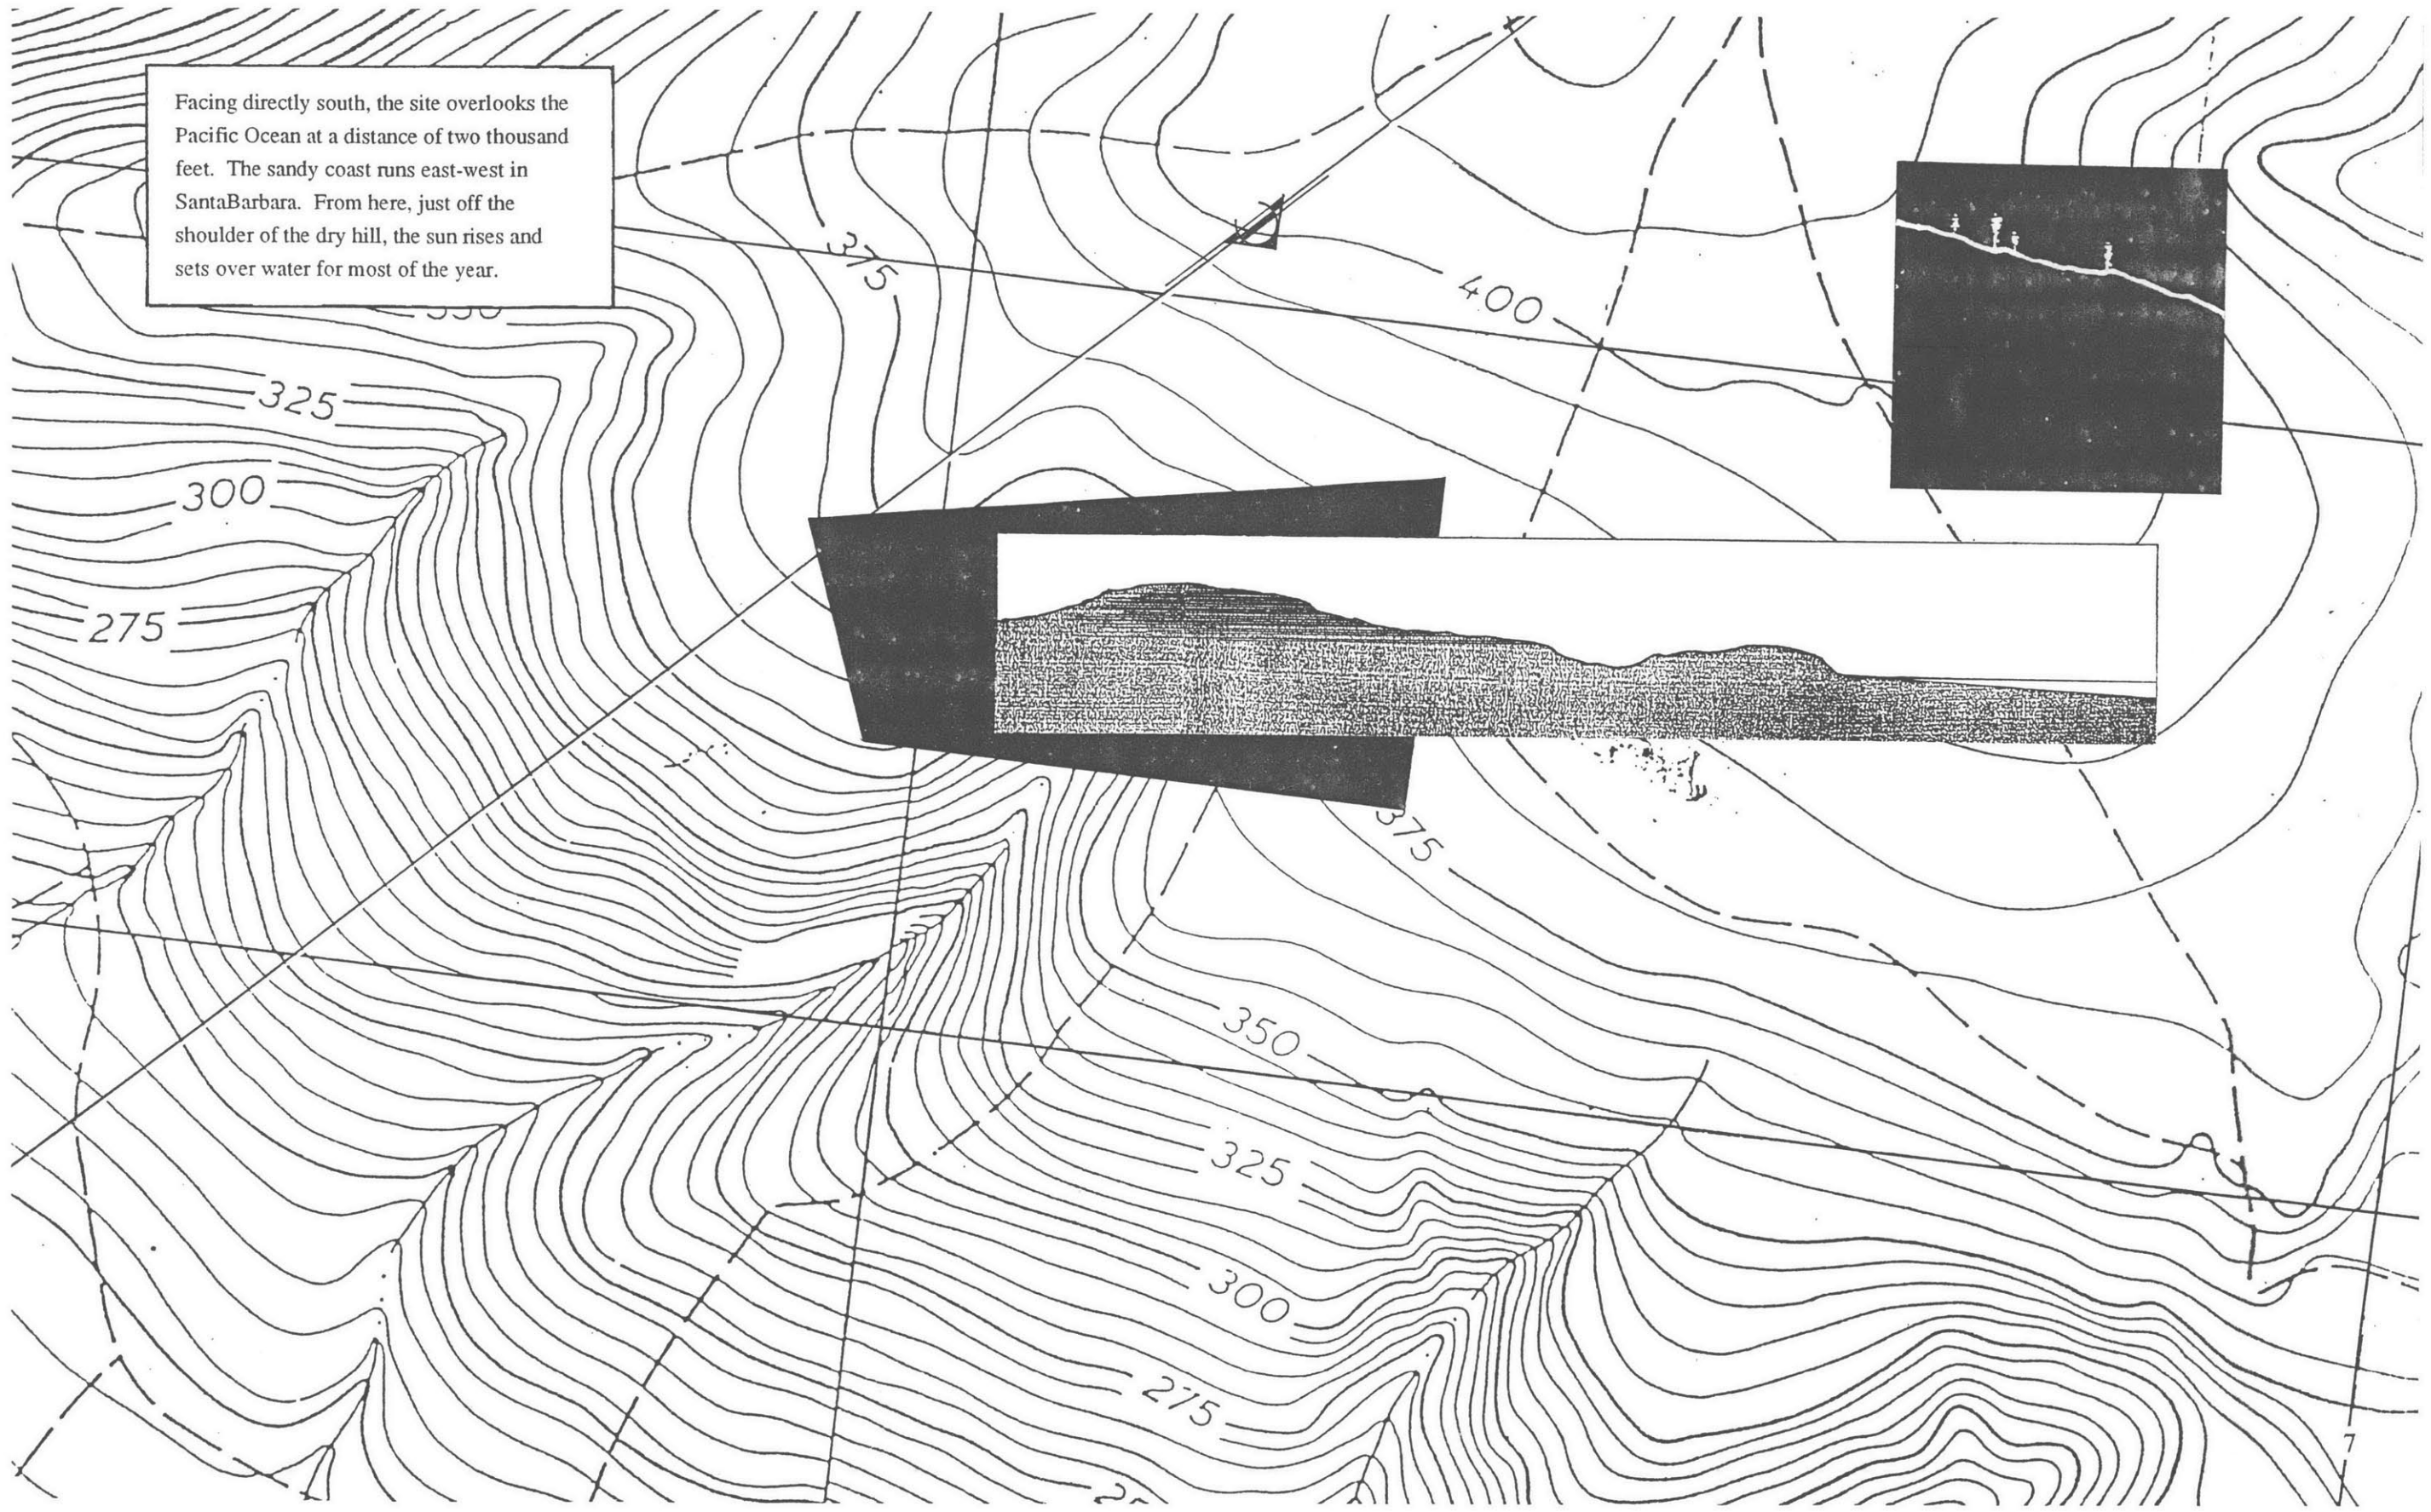 Facing directly south, the site overlooks the
Pacific Ocean at a distance of two thousand
feet. The sandy coast runs east-west in
SantaBarbara. From here, just off the
shoulder of the dry hill, the sun rises and
sets over water for most of the year.
375
400
325
300
275
375
350
325
300
275
7